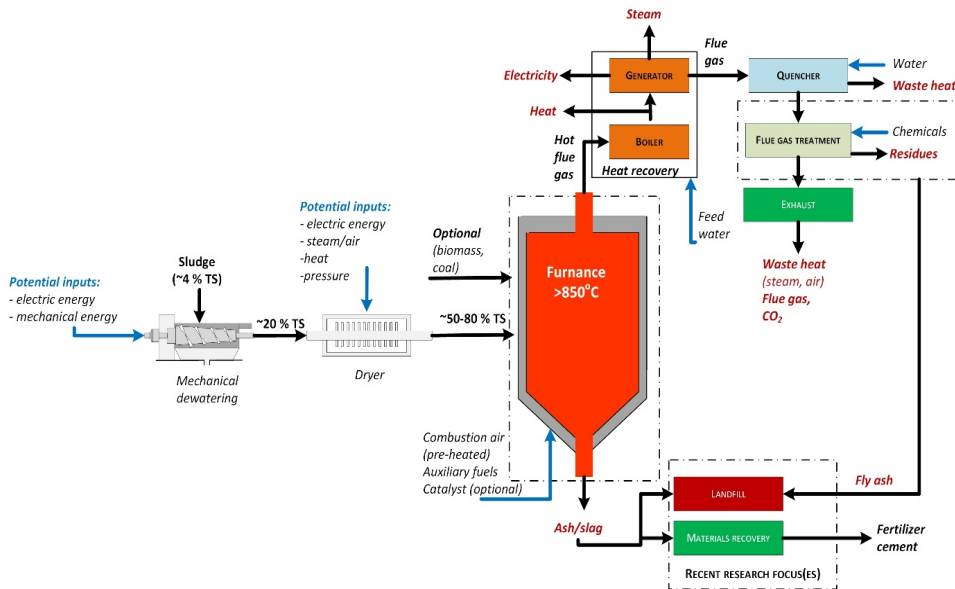 Steam
Flue
gas
Electricity
GENERATOR
QUENCHER
Water
Waste heat
Heat
BOILER
Hot
flue
gas
Heat recovery
FLUE GAS TREATMENT
Chemicals
Residues
Feed
water
EXHAUST
Waste heat
(steam, air)
Flue gas,
CO2
Potential inputs:
- electric energy
- steam/air
-heat
-pressure
Optional
(biomass,
coal)
Furnance
>850°C
Sludge
(~4 % TS)
Potential inputs:
- electric energy
- mechanical energy
~20 % TS
~50-80 % TS
Mechanical
dewatering
Dryer
Combustion air
(pre-heated)
Auxiliary fuels
Catalyst (optional)
Ash/slag
LANDFILL
Fly ash
MATERIALS RECOVERY
Fertilizer
cement
RECENT RESEARCH FOCUS(ES)